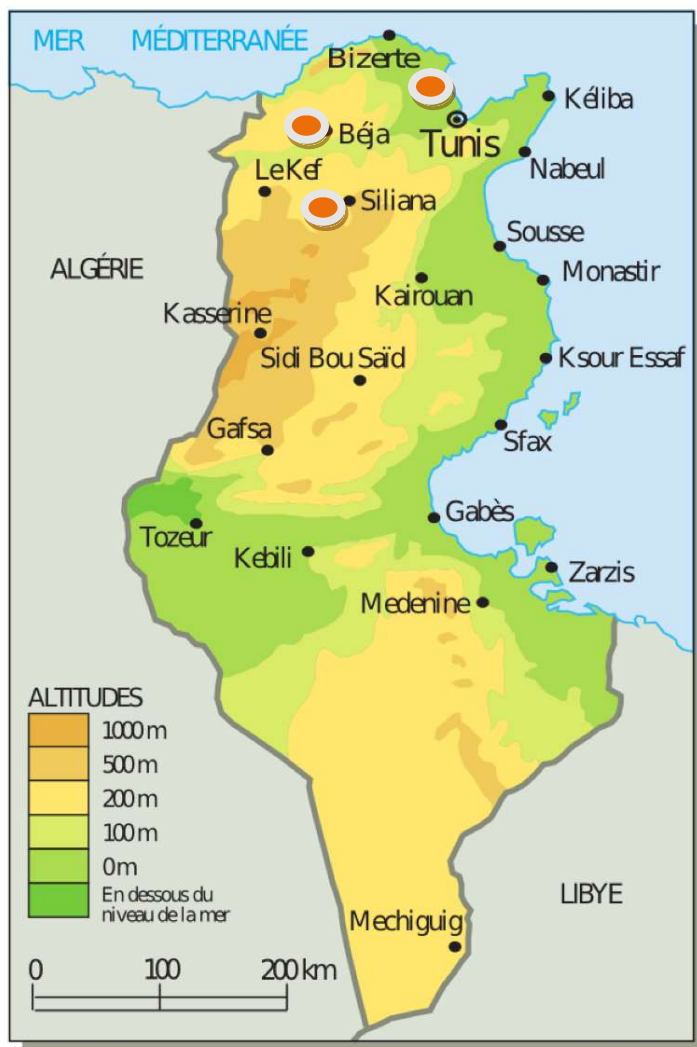 MER MÉDITERRANÉE
Bizerte
Kéliba
Béja
Tunis
Nabeul
Le Kef
Siliana
Sousse
ALGÉRIE
Monastir
Kairouan
Kasserine
Sidi Bou Saïd
Ksour Essaf
Gafsa
Sfax
Gabès
Tozeur
Kebili
Zarzis
Medenine
ALTITUDES
1000 m
500 m
200 m
100 m
0 m
En dessous du
niveau de la mer
LIBYE
Mechiguig
0 100 200 km